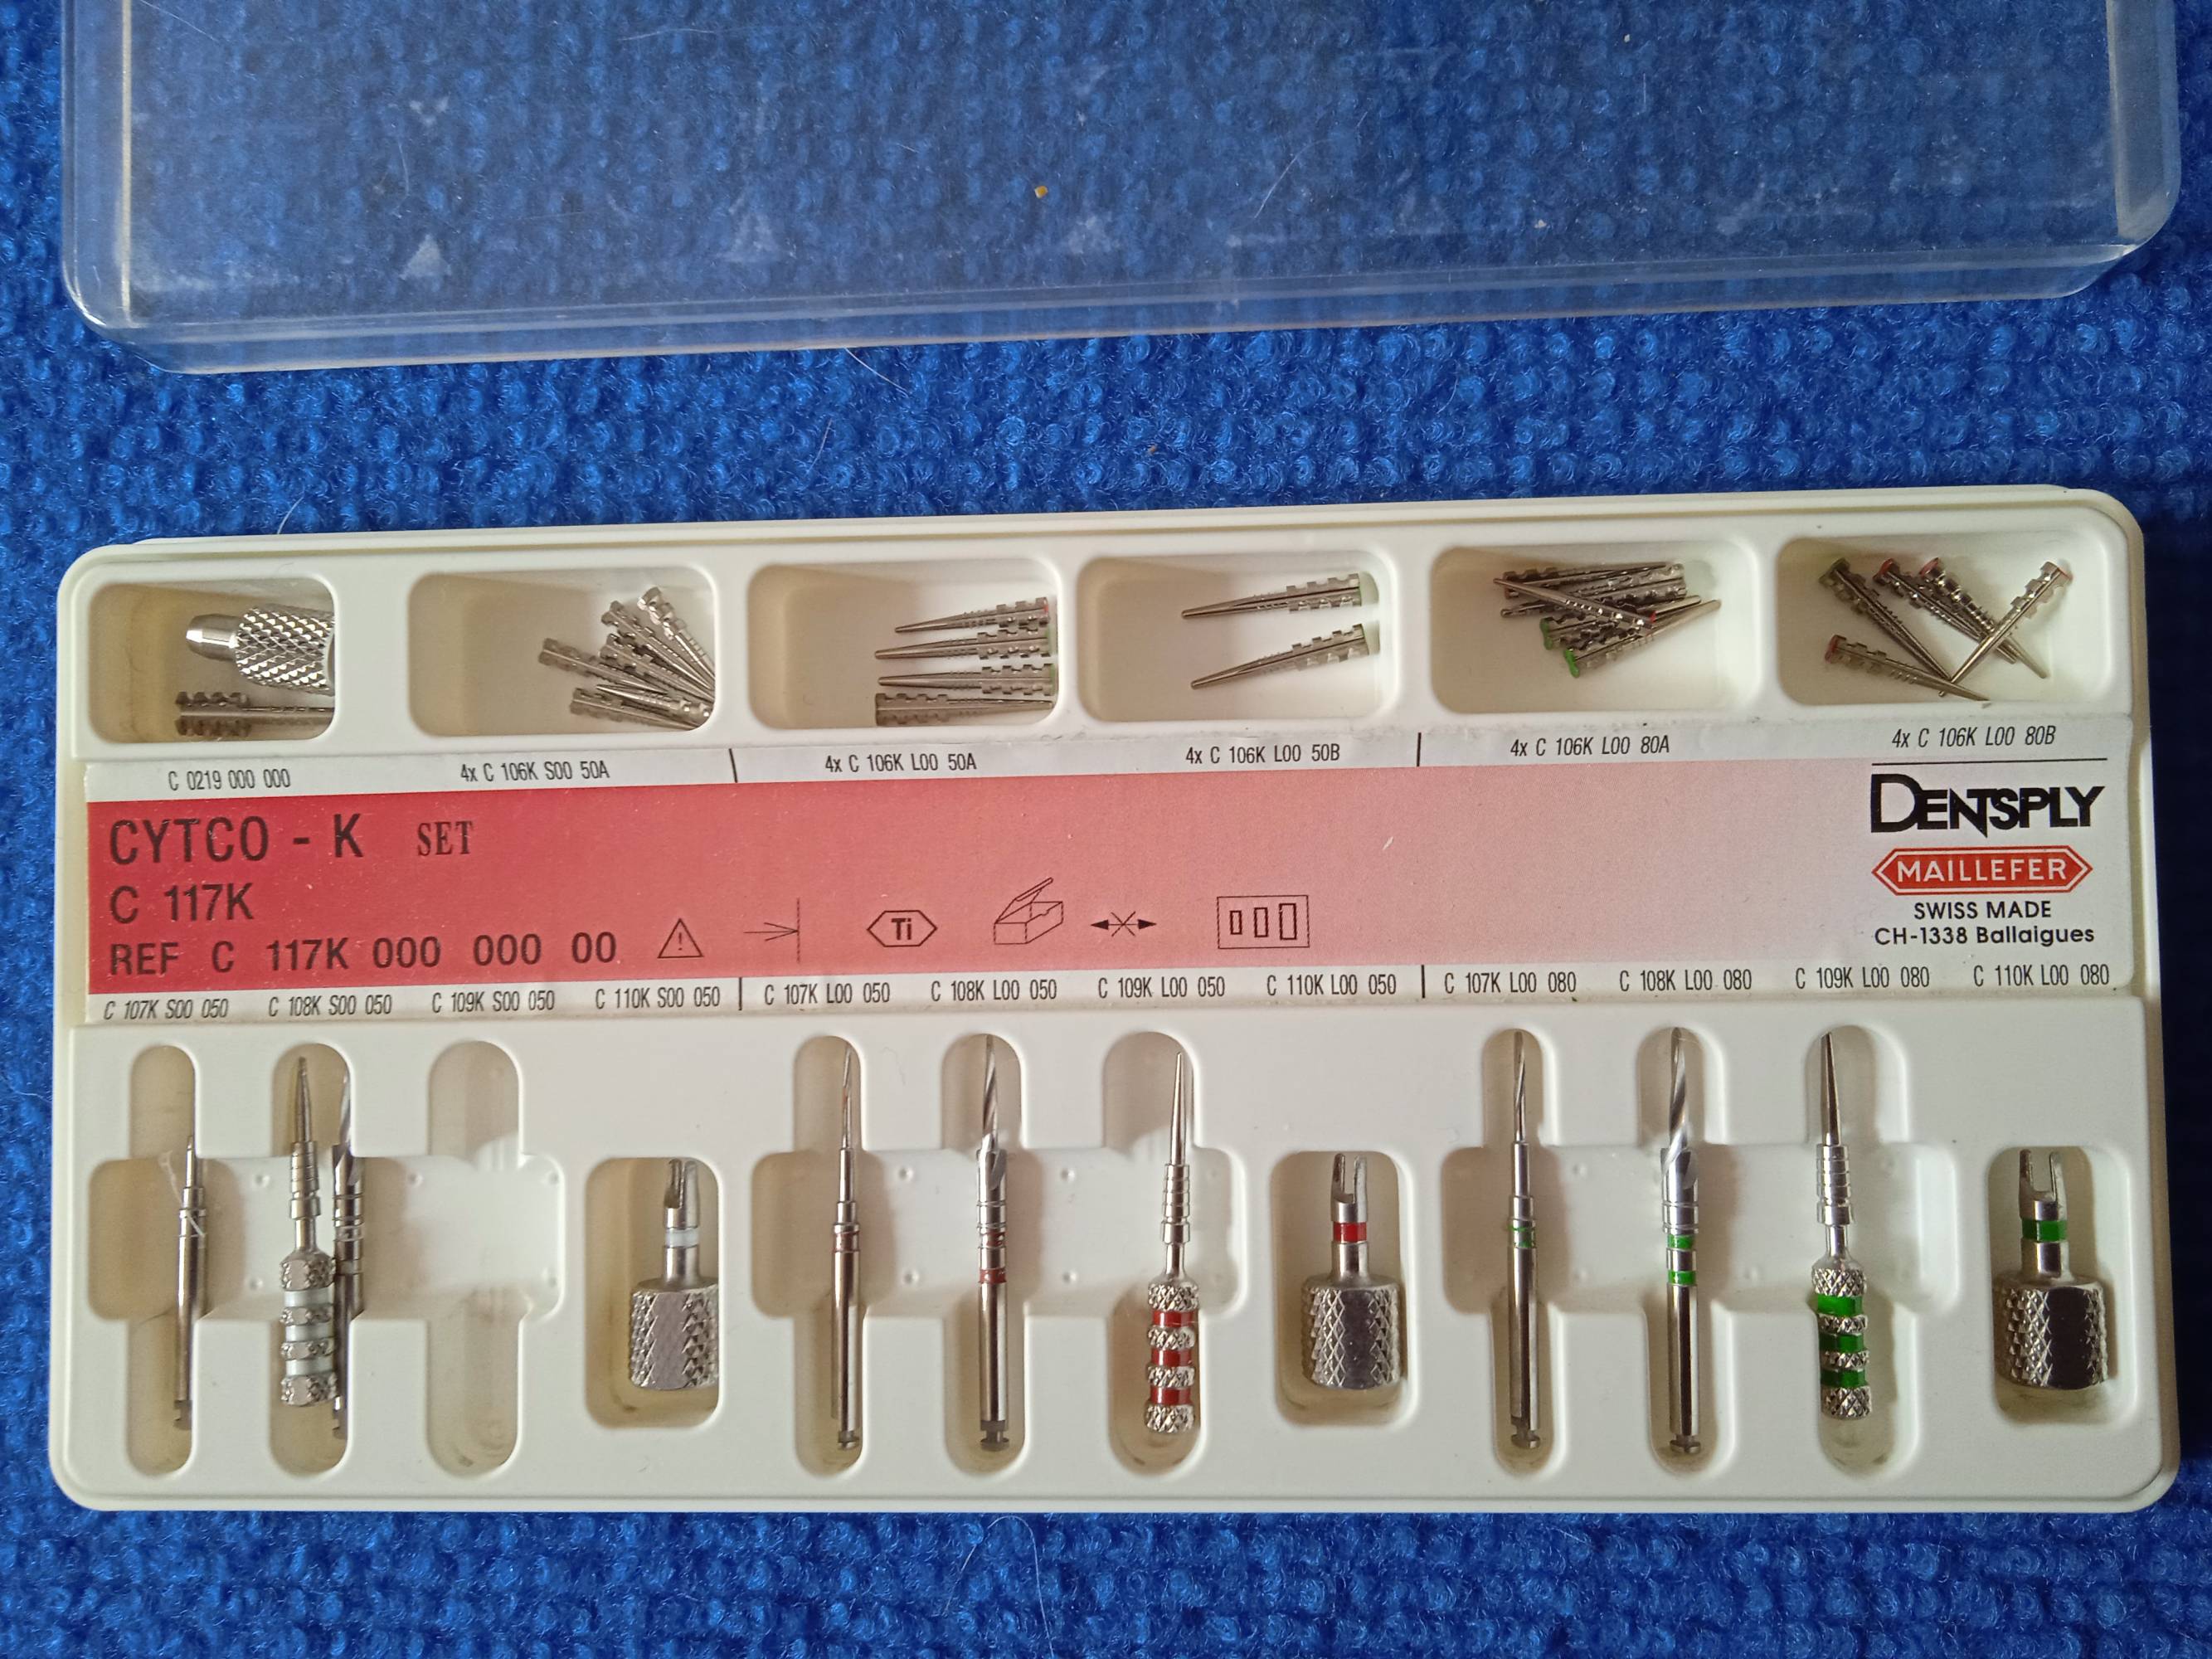 C 0219 000 000
4x C 106K S00 50A
4x C 106K L00 50A
4x C 106K L00 50B
4x C 106K L00 80A
4x C 106K L00 80B
CYTCO - K SET
C 117K
REF C 117K 000 000 00
Ti
DENTSPLY
MAILLEFER
SWISS MADE
CH-1338 Ballaigues
C 107K S00 050
C 108K S00 050
C 109K S00 050
C 110K S00 050
C 107K L00 050
C 108K L00 050
C 109K L00 050
C 110K L00 050
C 107K L00 080
C 108K L00 080
C 109K L00 080
C 110K L00 080